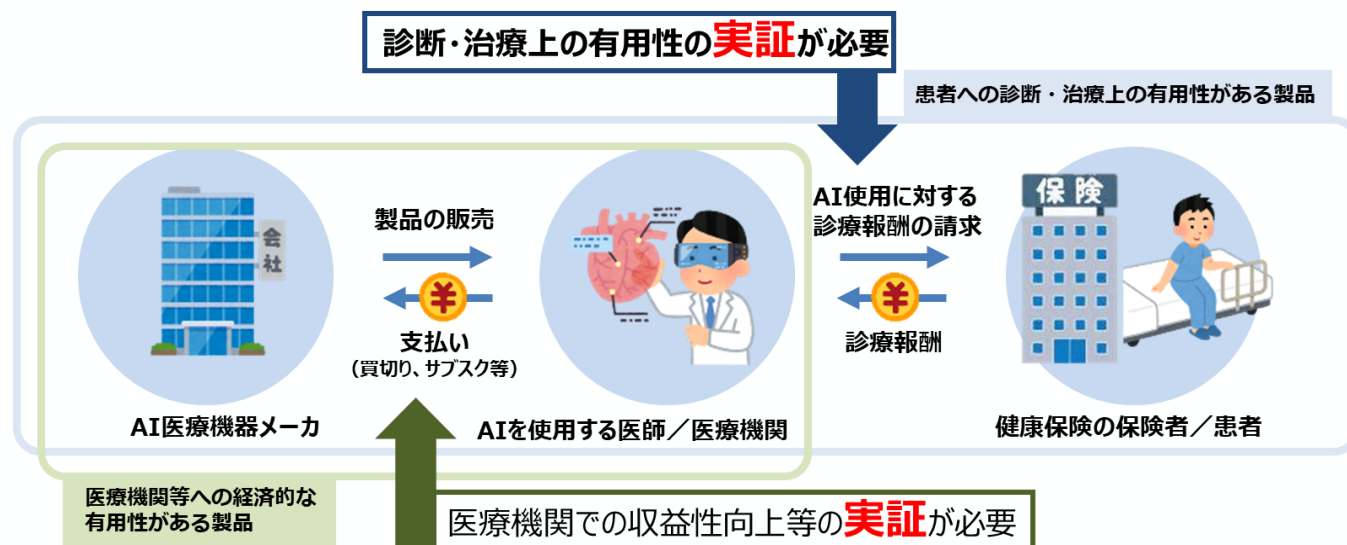 診断・治療上の有用性の実証が必要
患者への診断・治療上の有用性がある製品
会社
製品の販売
支払い
(買切り、サブスク等)
AI使用に対する
診療報酬の請求
診療報酬
保険
AI医療機器メーカ
AIを使用する医師／医療機関
健康保険の保険者／患者
医療機関等への経済的な
有用性がある製品
医療機関での収益性向上等の実証が必要